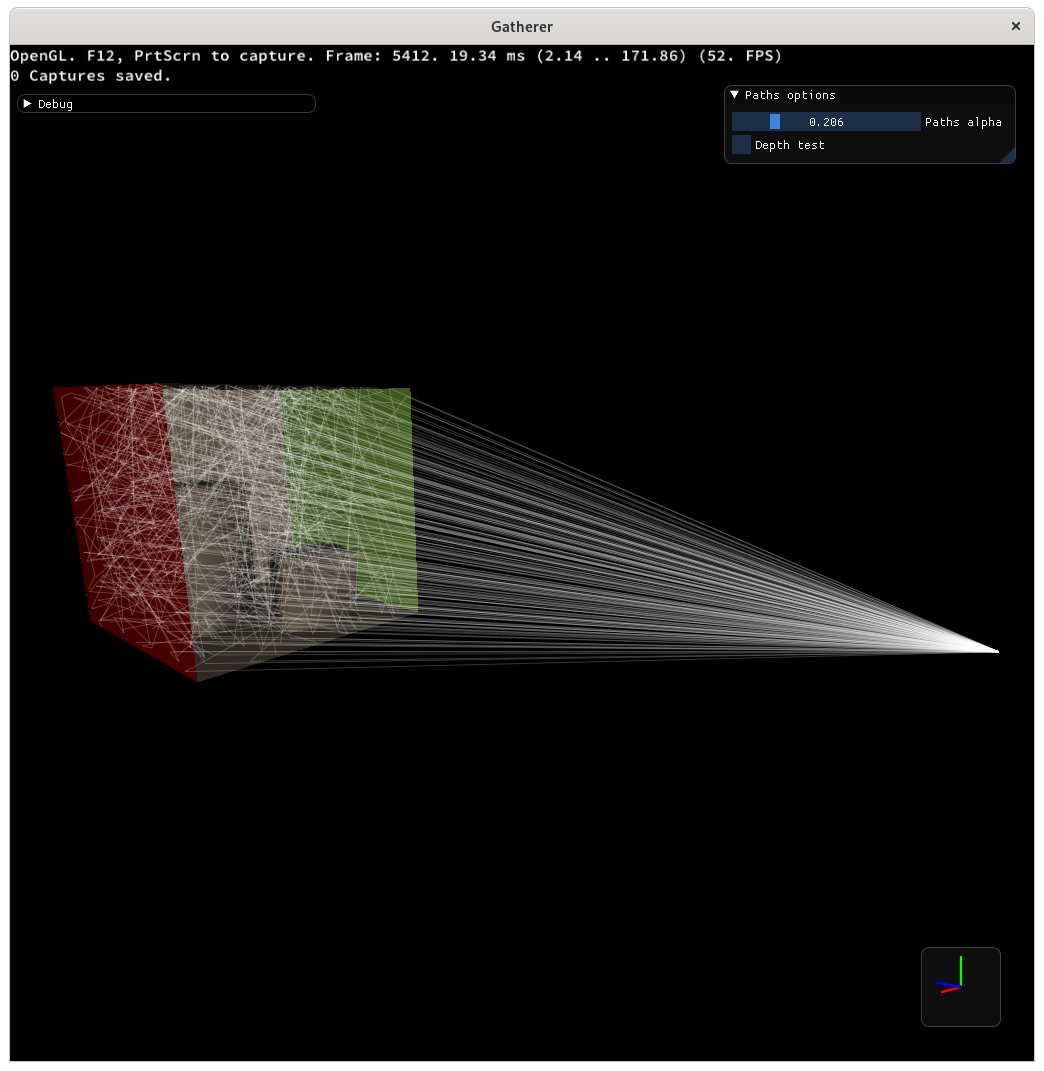 Gatherer
OpenGL. F12, PrtScrn to capture. Frame: 5412. 19.34 ms (2.14 .. 171.86) (52. FPS)
0 Captures saved.
Debug
Paths options
0.206 Paths alpha
Depth test